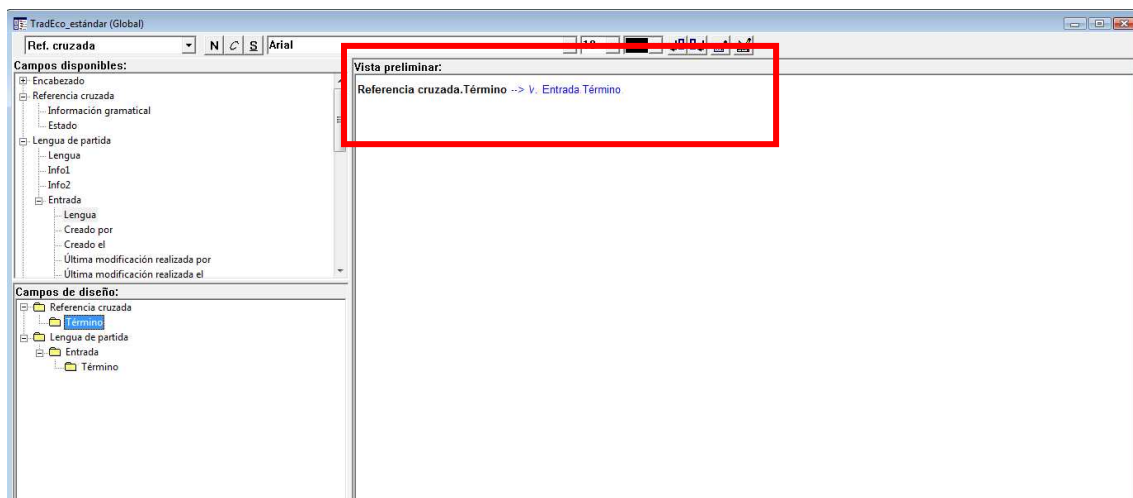 TradEco_estándar (Global)
Ref. cruzada N C S Arial
Campos disponibles:
Encabezado
Referencia cruzada
Información gramatical
Estado
Lengua de partida
Lengua
Info1
Info2
Entrada
Lengua
Creado por
Creado el
Última modificación realizada por
Última modificación realizada el
Campos de diseño:
Referencia cruzada
Término
Lengua de partida
Entrada
Término
Vista preliminar:
Referencia cruzada.Término --> V. Entrada.Término